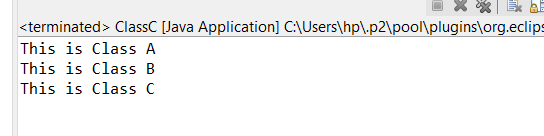 <terminated> ClassC [Java Application] C:\Users\hp\.p2\pool\plugins\org.eclips
This is Class A
This is Class B
This is Class C